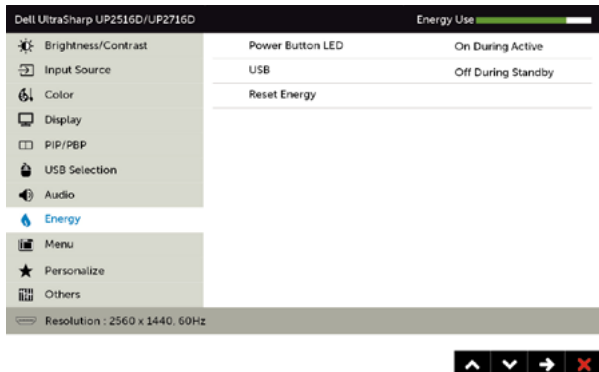 Dell UltraSharp UP2516D/UP2716D Energy Use
Brightness/Contrast Power Button LED On During Active
Input Source USB Off During Standby
Color Reset Energy
Display
PIP/PBP
USB Selection
Audio
Energy
Menu
Personalize
Others
Resolution : 2560 x 1440, 60Hz